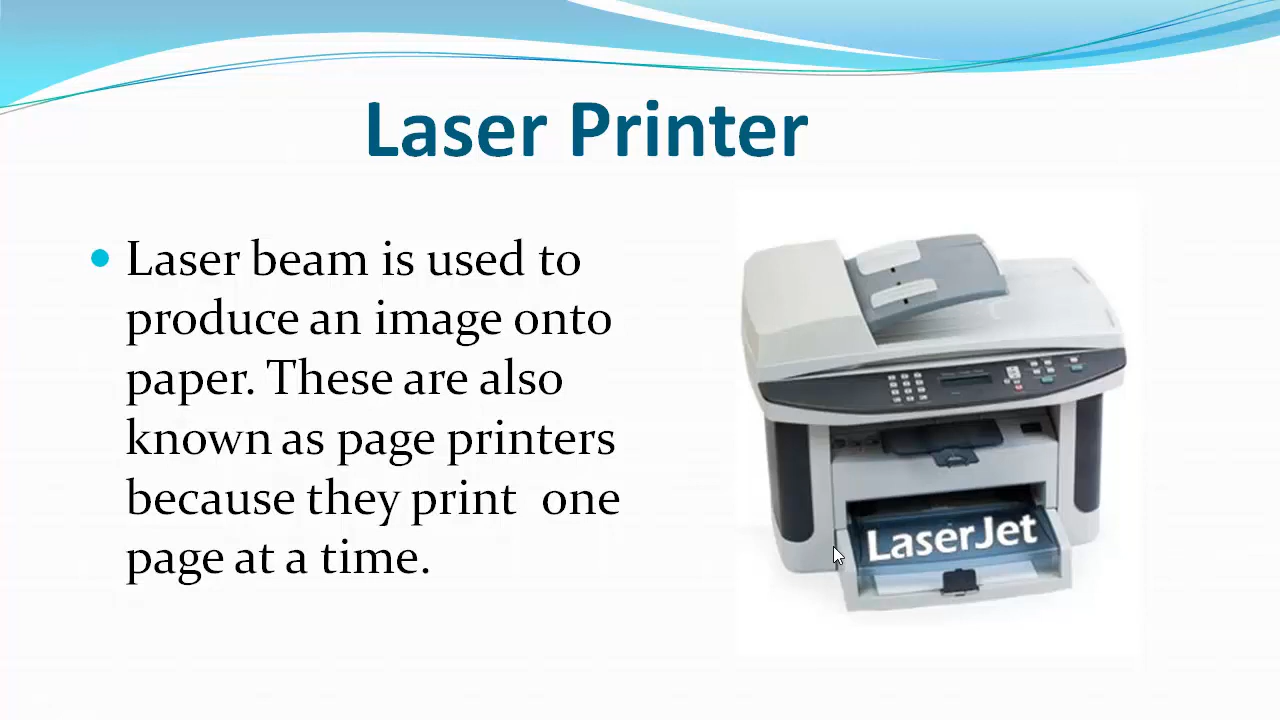 Laser Printer
Laser beam is used to
produce an image onto
paper. These are also
known as page printers
because they print  one
page at a time.
LaserJet